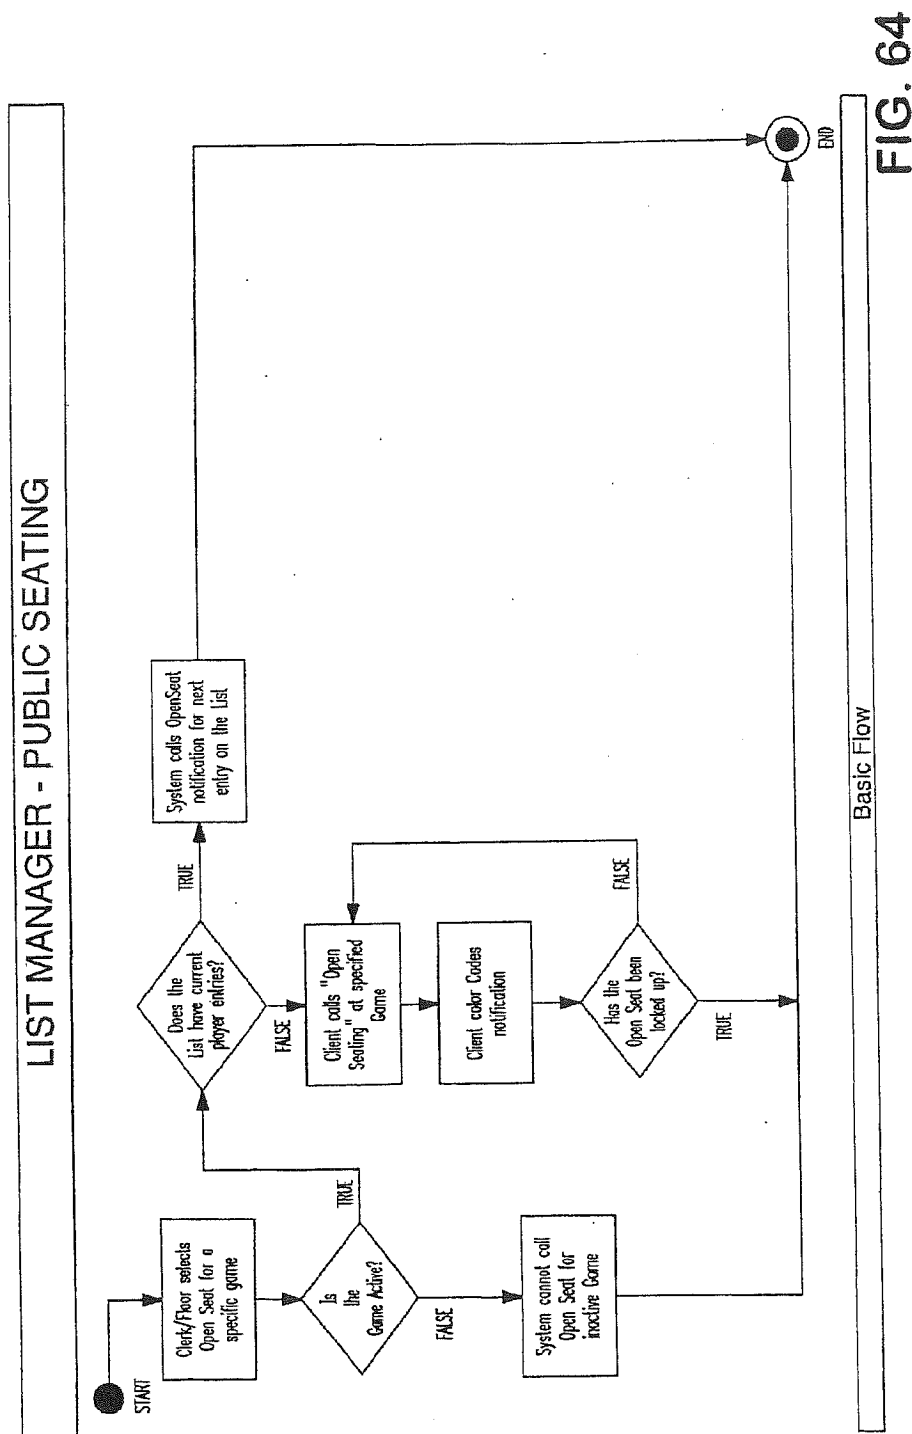 LIST MANAGER - PUBLIC SEATING
START
Clerk/Floor selects
Open Seat for a
specific game
Is
the
Game Active?
TRUE
FALSE
System cannot call
Open Seat for
inactive Game
Does the
List have current
player entries?
TRUE
FALSE
System calls OpenSeat
notification for next
entry on the List
Client calls "Open
Seating" at specified
Game
Client color Codes
notification
Has the
Open Seat been
locked up?
FALSE
TRUE
END
Basic Flow
FIG. 64